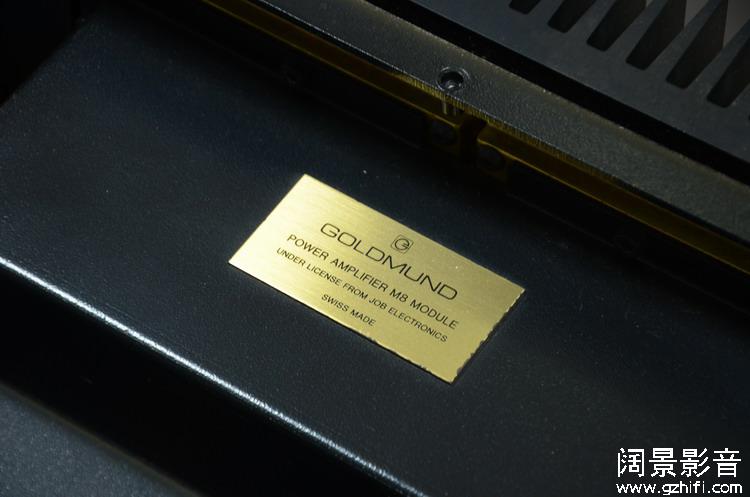 G
GOLDMUND
POWER AMPLIFIER M8 MODULE
UNDER LICENSE FROM JOB ELECTRONICS
SWISS MADE
阔景影音
www.gzhifi.com